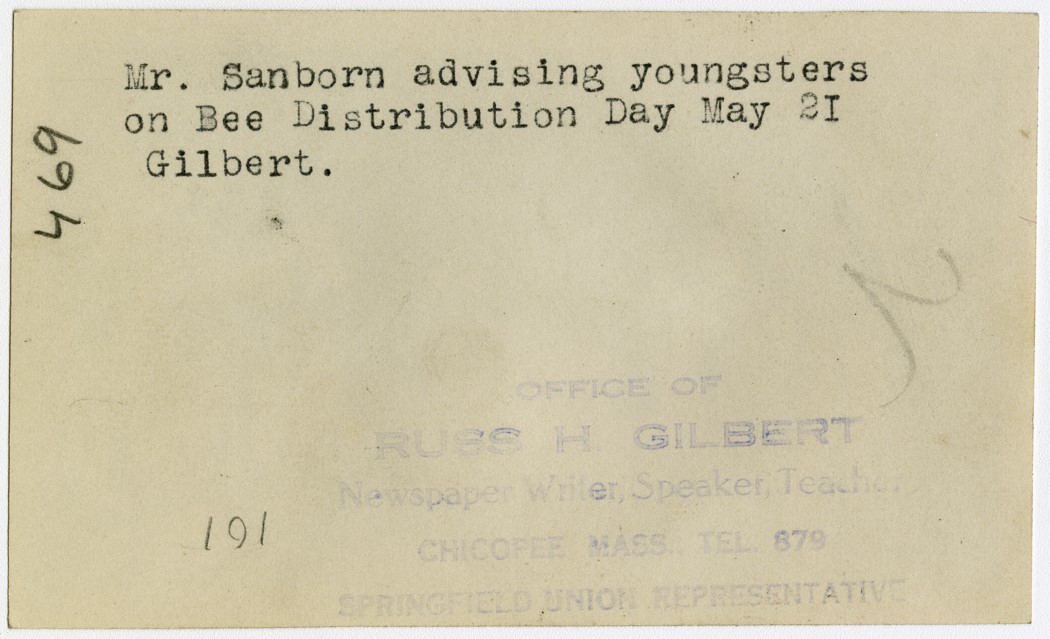 Mr. Sanborn advising youngsters
on Bee Distribution Day May 2I
Gilbert.
469
OFFICE OF
RUSS H. GILBERT
Newspaper Writer, Speaker, Teacher
CHICOPEE MASS. TEL. 879
SPRINGFIELD UNION REPRESENTATIVE
191